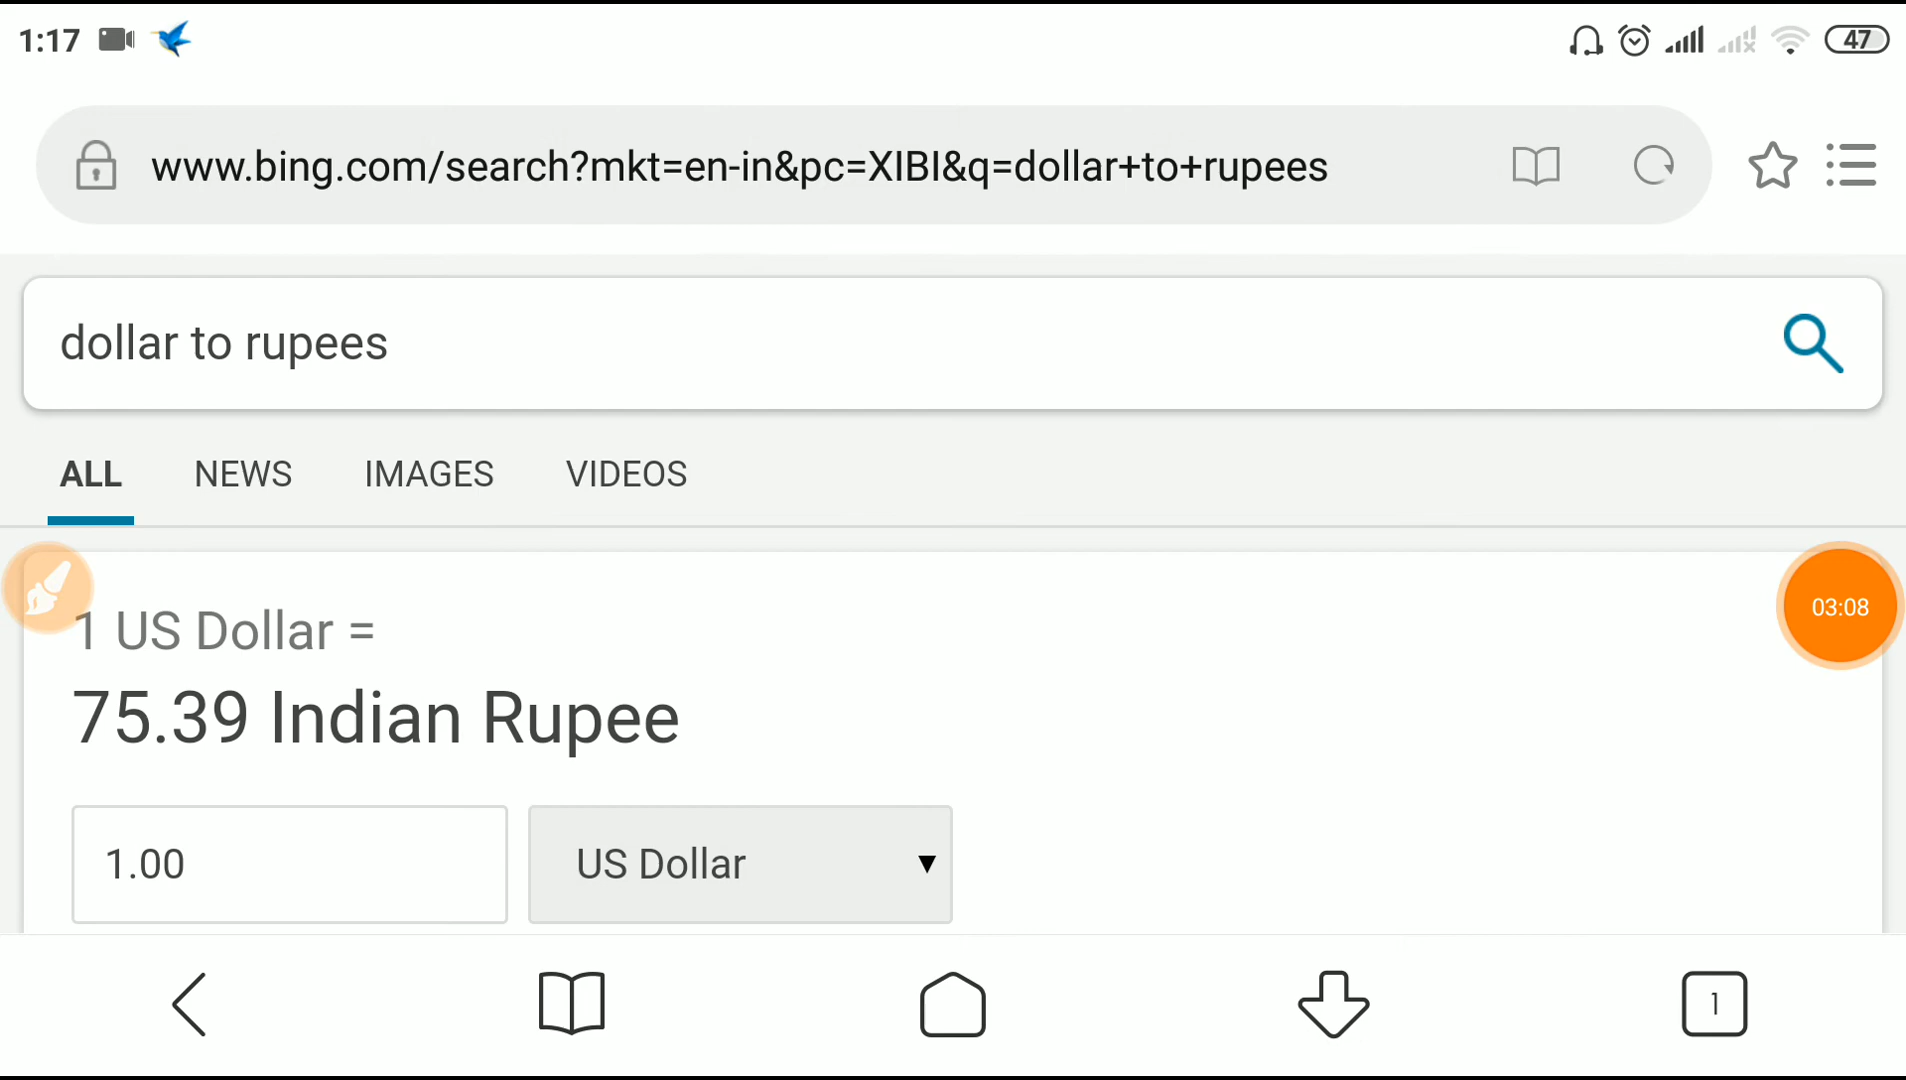 1:17 47
www.bing.com/search?mkt=en-in&pc=XIBI&q=dollar+to+rupees
dollar to rupees
ALL NEWS IMAGES VIDEOS
1 US Dollar =
03:08
75.39 Indian Rupee
1.00 US Dollar
1